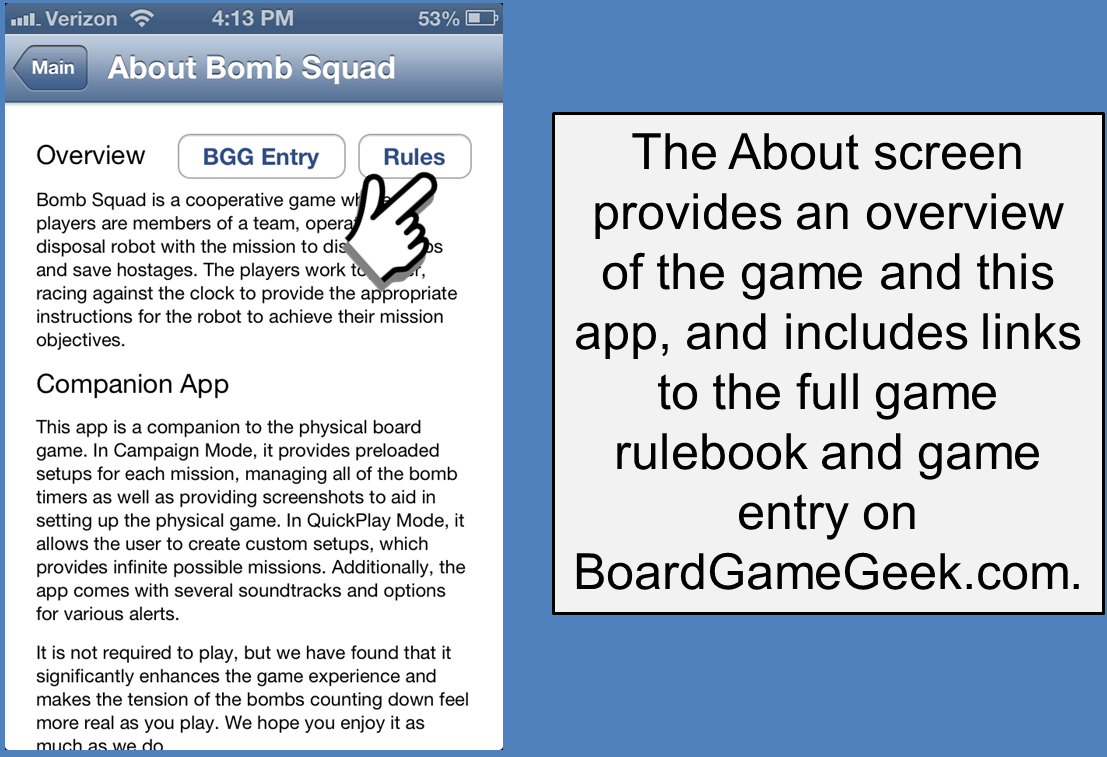 Verizon 4:13 PM 53%
Main About Bomb Squad
Overview BGG Entry Rules
Bomb Squad is a cooperative game
players are members of a team,
disposal robot with the mission to
and save hostages. The players work
racing against the clock to provide the appropriate
instructions for the robot to achieve their mission
objectives.
Companion App
This app is a companion to the physical board
game. In Campaign Mode, it provides preloaded
setups for each mission, managing all of the bomb
timers as well as providing screenshots to aid in
setting up the physical game. In QuickPlay Mode, it
allows the user to create custom setups, which
provides infinite possible missions. Additionally, the
app comes with several soundtracks and options
for various alerts.
It is not required to play, but we have found that it
significantly enhances the game experience and
makes the tension of the bombs counting down feel
more real as you play. We hope you enjoy it as
much as we do.
The About screen
provides an overview
of the game and this
app, and includes links
to the full game
rulebook and game
entry on
BoardGameGeek.com.